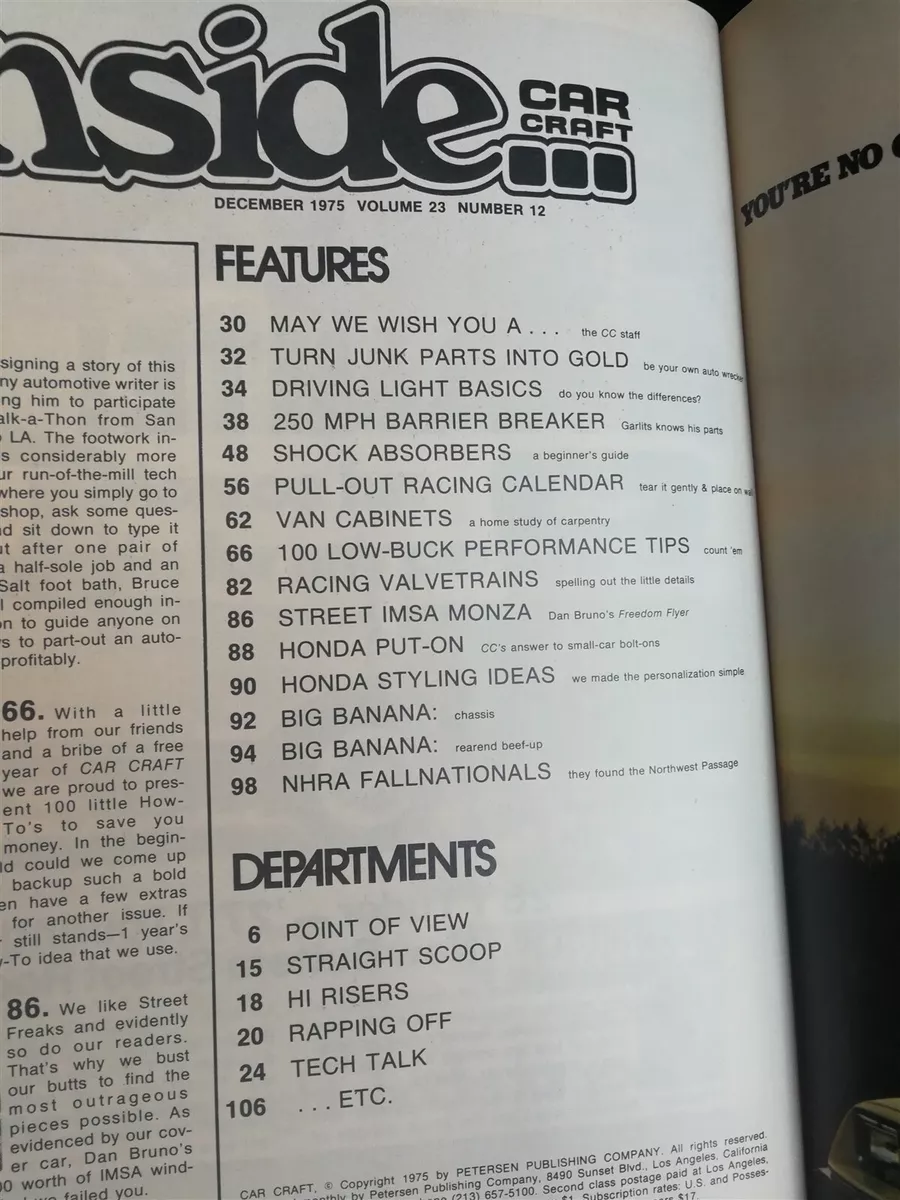 nside...
CAR
CRAFT
DECEMBER 1975 VOLUME 23 NUMBER 12
signing a story of this
ny automotive writer is
ng him to participate
alk-a-Thon from San
LA. The footwork in-
s considerably more
ur run-of-the-mill tech
where you simply go to
shop, ask some ques-
nd sit down to type it
ut after one pair of
a half-sole job and an
Salt foot bath, Bruce
l compiled enough in-
on to guide anyone on
s to part-out an auto-
profitably.
66. With a little
help from our friends
and a bribe of a free
year of CAR CRAFT
we are proud to pres-
ent 100 little How-
To's to save you
money. In the begin-
ld could we come up
backup such a bold
en have a few extras
for another issue. If
still stands—1 year's
-To idea that we use.
86. We like Street
Freaks and evidently
so do our readers.
That's why we bust
our butts to find the
most outrageous
pieces possible. As
evidenced by our cov-
er car, Dan Bruno's
00 worth of IMSA wind-
failed you.
FEATURES
30 MAY WE WISH YOU A . . . the CC staff
32 TURN JUNK PARTS INTO GOLD be your own auto wrecker
34 DRIVING LIGHT BASICS do you know the differences?
38 250 MPH BARRIER BREAKER Garlits knows his parts
48 SHOCK ABSORBERS a beginner's guide
56 PULL-OUT RACING CALENDAR tear it gently & place on wall
62 VAN CABINETS a home study of carpentry
66 100 LOW-BUCK PERFORMANCE TIPS count 'em
82 RACING VALVETRAINS spelling out the little details
86 STREET IMSA MONZA Dan Bruno's Freedom Flyer
88 HONDA PUT-ON CC's answer to small-car bolt-ons
90 HONDA STYLING IDEAS we made the personalization simple
92 BIG BANANA: chassis
94 BIG BANANA: rearend beef-up
98 NHRA FALLNATIONALS they found the Northwest Passage
DEPARTMENTS
6 POINT OF VIEW
15 STRAIGHT SCOOP
18 HI RISERS
20 RAPPING OFF
24 TECH TALK
106 . . . ETC.
CAR CRAFT, © Copyright 1975 by PETERSEN PUBLISHING COMPANY. All rights reserved.
monthly by Petersen Publishing Company, 8490 Sunset Blvd., Los Angeles, California
(213) 657-5100. Second class postage paid at Los Angeles,
$1. Subscription rates: U.S. and Posses-
$17.
YOU'RE NO